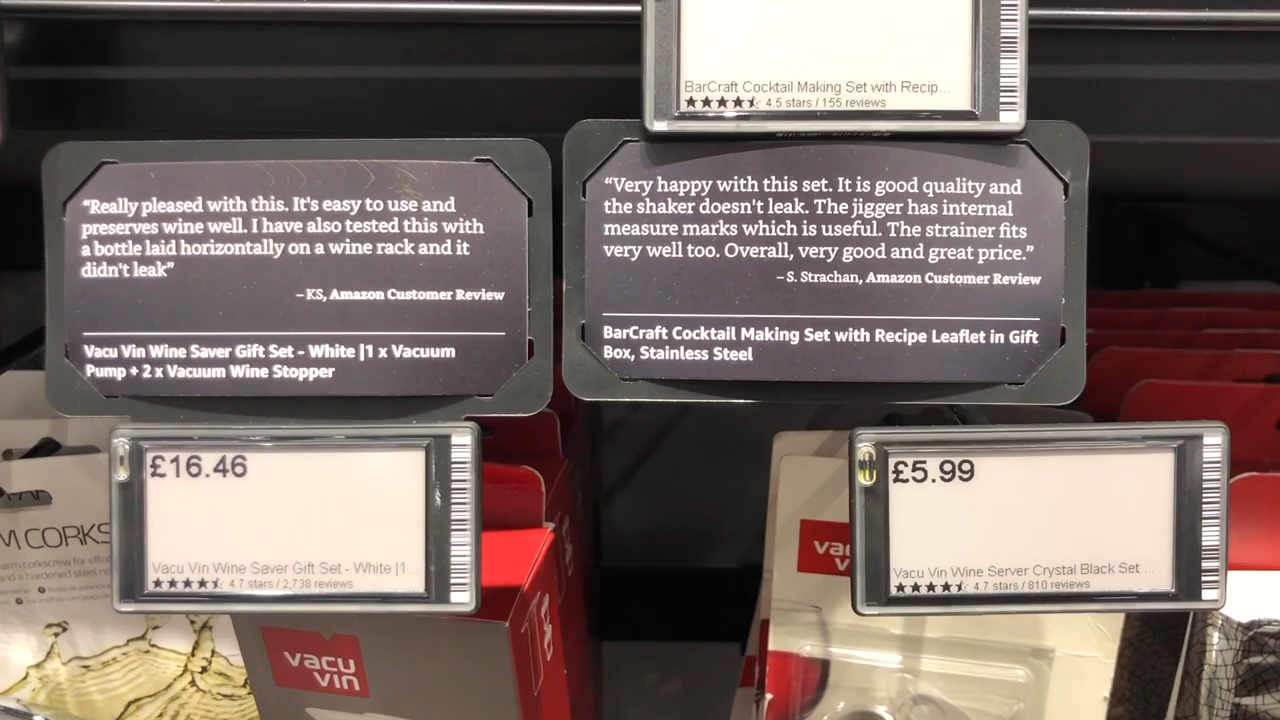 BarCraft Cocktail Making Set with Recip...
4.5 stars / 155 reviews
“Really pleased with this. It's easy to use and
preserves wine well. I have also tested this with
a bottle laid horizontally on a wine rack and it
didn't leak”
– KS, Amazon Customer Review
Vacu Vin Wine Saver Gift Set - White |1 x Vacuum
Pump + 2 x Vacuum Wine Stopper
“Very happy with this set. It is good quality and
the shaker doesn't leak. The jigger has internal
measure marks which is useful. The strainer fits
very well too. Overall, very good and great price.”
– S. Strachan, Amazon Customer Review
BarCraft Cocktail Making Set with Recipe Leaflet in Gift
Box, Stainless Steel
£16.46
Vacu Vin Wine Saver Gift Set - White |1...
4.7 stars / 2,738 reviews
£5.99
Vacu Vin Wine Server Crystal Black Set ...
4.7 stars / 810 reviews
M CORKS
vacu
vin